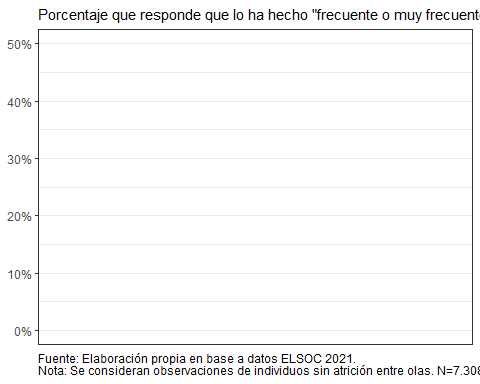 Porcentaje que responde que lo ha hecho "frecuente o muy frecuent
50%
40%
30%
20%
10%
0%
Fuente: Elaboración propia en base a datos ELSOC 2021.
Nota: Se consideran observaciones de individuos sin atrición entre olas. N=7.308